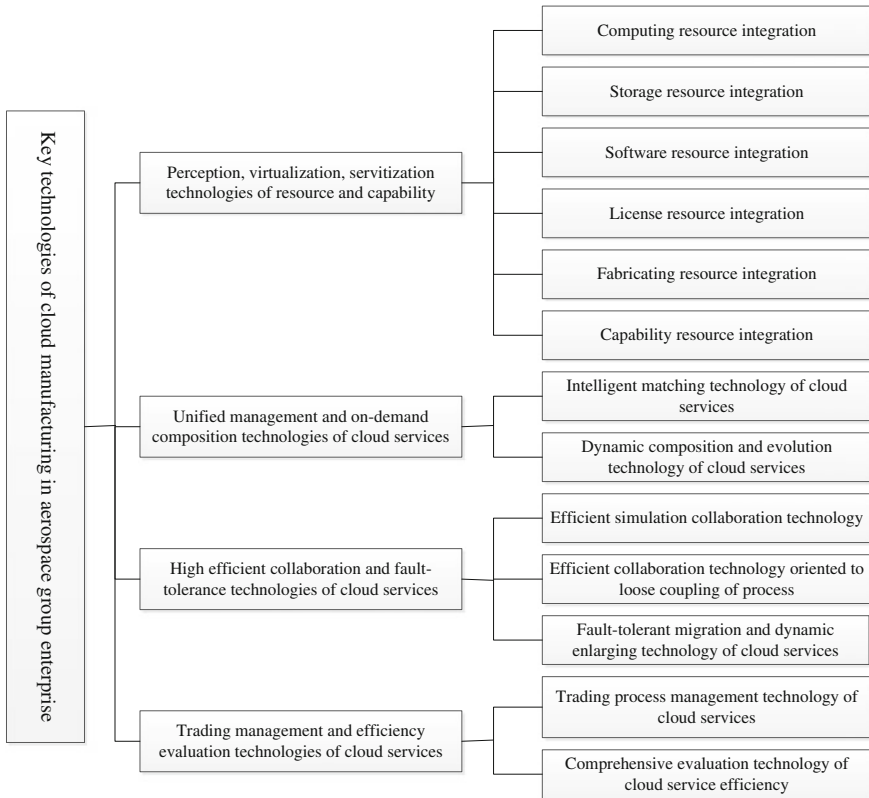 Key technologies of cloud manufacturing in aerospace group enterprise
Perception, virtualization, servitization
technologies of resource and capability
Computing resource integration
Storage resource integration
Software resource integration
License resource integration
Fabricating resource integration
Capability resource integration
Unified management and on-demand
composition technologies of cloud services
Intelligent matching technology of cloud
services
Dynamic composition and evolution
technology of cloud services
High efficient collaboration and fault-
tolerance technologies of cloud services
Efficient simulation collaboration technology
Efficient collaboration technology oriented to
loose coupling of process
Fault-tolerant migration and dynamic
enlarging technology of cloud services
Trading management and efficiency
evaluation technologies of cloud services
Trading process management technology of
cloud services
Comprehensive evaluation technology of
cloud service efficiency